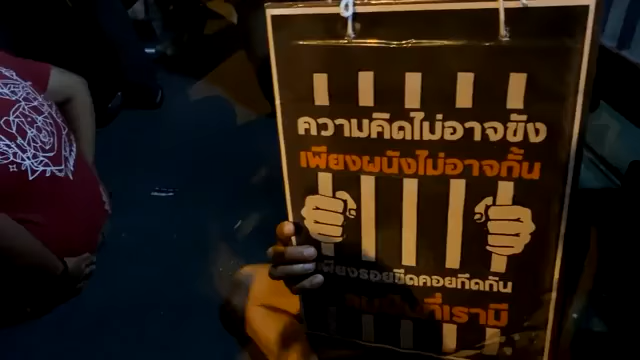 ความคิดไม่อาจขัง
เพียงผนังไม่อาจกั้น
เพียงรอยขีดคอยกีดกัน
ที่เรามี